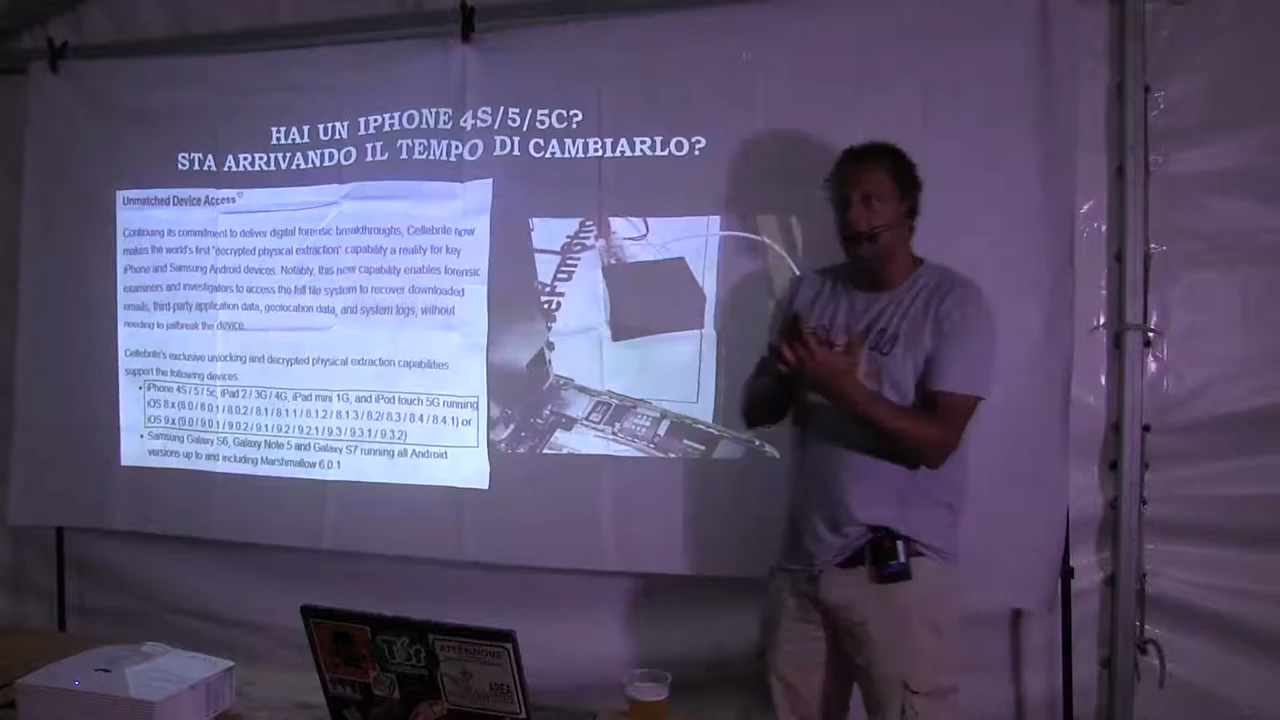 HAI UN IPHONE 4S/5/5C?
STA ARRIVANDO IL TEMPO DI CAMBIARLO?
Unmatched Device Access
Continuing its commitment to deliver digital forensic breakthroughs, Cellebrite now
makes the world's first "decrypted physical extraction" capability a reality for key
iPhone and Samsung Android devices. Notably, this new capability enables forensic
examiners and investigators to access the full file system to recover downloaded
emails, third-party application data, geolocation data, and system logs, without
needing to jailbreak the device.
Cellebrite's exclusive unlocking and decrypted physical extraction capabilities
support the following devices
• iPhone 4S / 5 / 5c, iPad 2 / 3G / 4G, iPad mini 1G, and iPod touch 5G running
iOS 8.x (8.0 / 8.0.1 / 8.0.2 / 8.1 / 8.1.1 / 8.1.2 / 8.1.3 / 8.2/ 8.3 / 8.4 / 8.4.1) or
iOS 9.x (9.0 / 9.0.1 / 9.0.2 / 9.1 / 9.2 / 9.2.1 / 9.3 / 9.3.1 / 9.3.2)
• Samsung Galaxy S6, Galaxy Note 5 and Galaxy S7 running all Android
versions up to and including Marshmallow 6.0.1
Tor
ATTENZIONE
AREA